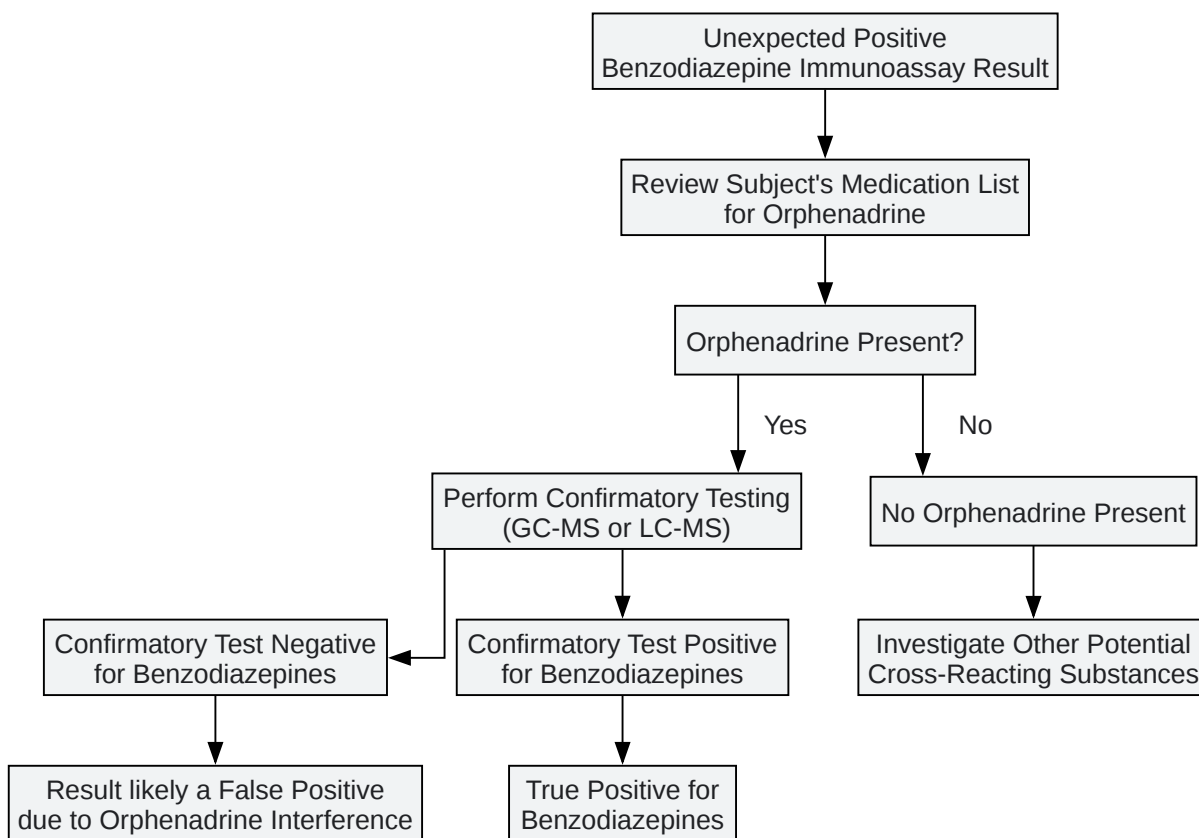 Unexpected Positive
Benzodiazepine Immunoassay Result
Review Subject's Medication List
for Orphenadrine
Orphenadrine Present?
Yes
No
Perform Confirmatory Testing
(GC-MS or LC-MS)
No Orphenadrine Present
Confirmatory Test Negative
for Benzodiazepines
Confirmatory Test Positive
for Benzodiazepines
Investigate Other Potential
Cross-Reacting Substances
Result likely a False Positive
due to Orphenadrine Interference
True Positive for
Benzodiazepines